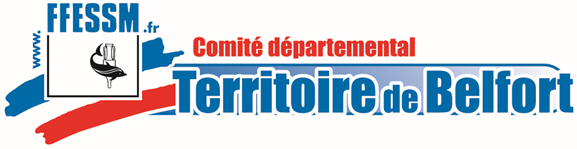 www.FFESSM.fr
Comité départemental
Territoire de Belfort